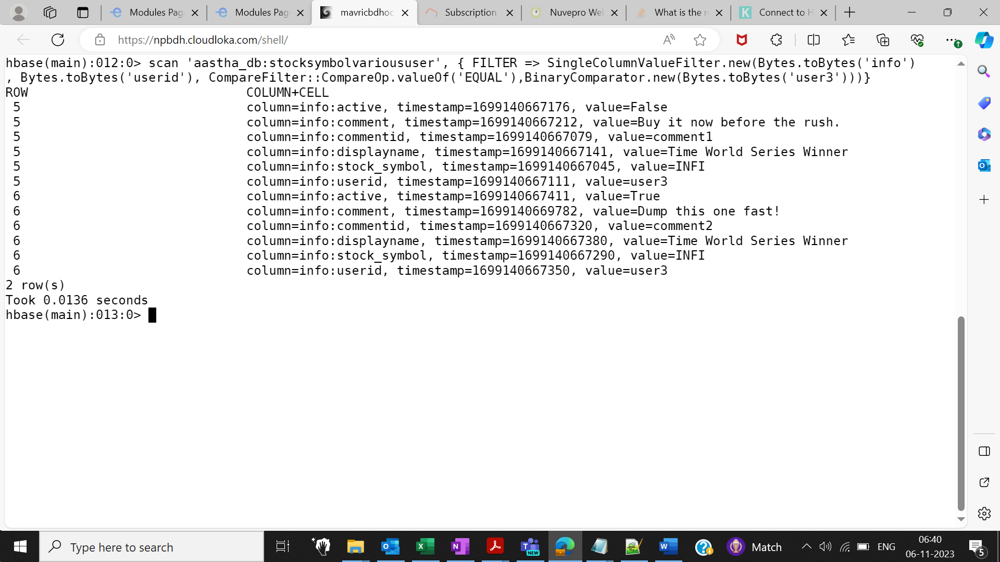 Modules Pag
Modules Pag
mavricbdhoc
Subscription
Nuvepro We
What is the r
Connect to H
https://npbdh.cloudloka.com/shell/
hbase(main):012:0> scan 'aastha_db:stocksymbolvarioususer', { FILTER => SingleColumnValueFilter.new(Bytes.toBytes('info')
, Bytes.toBytes('userid'), CompareFilter::CompareOp.valueOf('EQUAL'),BinaryComparator.new(Bytes.toBytes('user3')))}
ROW COLUMN+CELL
5 column=info:active, timestamp=1699140667176, value=False
5 column=info:comment, timestamp=1699140667212, value=Buy it now before the rush.
5 column=info:commentid, timestamp=1699140667079, value=comment1
5 column=info:displayname, timestamp=1699140667141, value=Time World Series Winner
5 column=info:stock_symbol, timestamp=1699140667045, value=INFI
5 column=info:userid, timestamp=1699140667111, value=user3
6 column=info:active, timestamp=1699140667411, value=True
6 column=info:comment, timestamp=1699140669782, value=Dump this one fast!
6 column=info:commentid, timestamp=1699140667320, value=comment2
6 column=info:displayname, timestamp=1699140667380, value=Time World Series Winner
6 column=info:stock_symbol, timestamp=1699140667290, value=INFI
6 column=info:userid, timestamp=1699140667350, value=user3
2 row(s)
Took 0.0136 seconds
hbase(main):013:0>
Type here to search
NEW
Match
ENG
06:40
06-11-2023
5